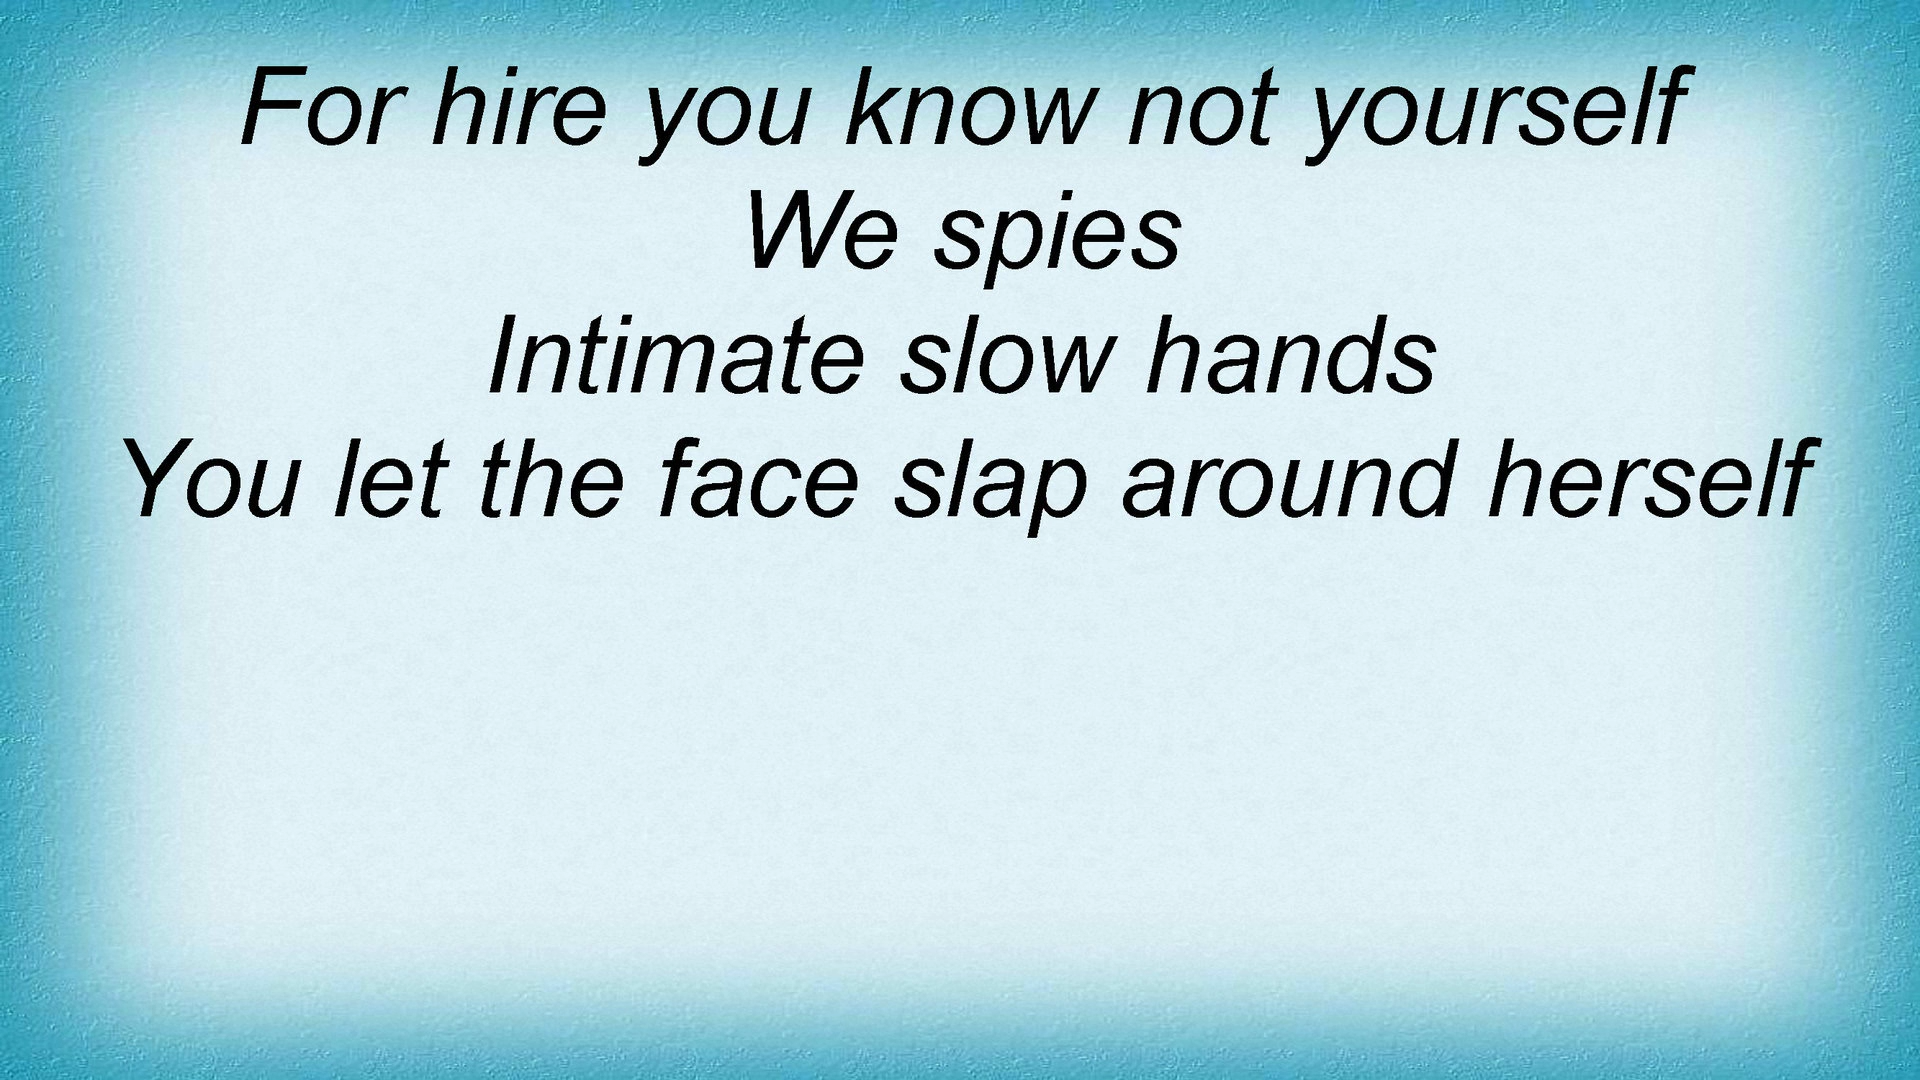 For hire you know not yourself
We spies
Intimate slow hands
You let the face slap around herself